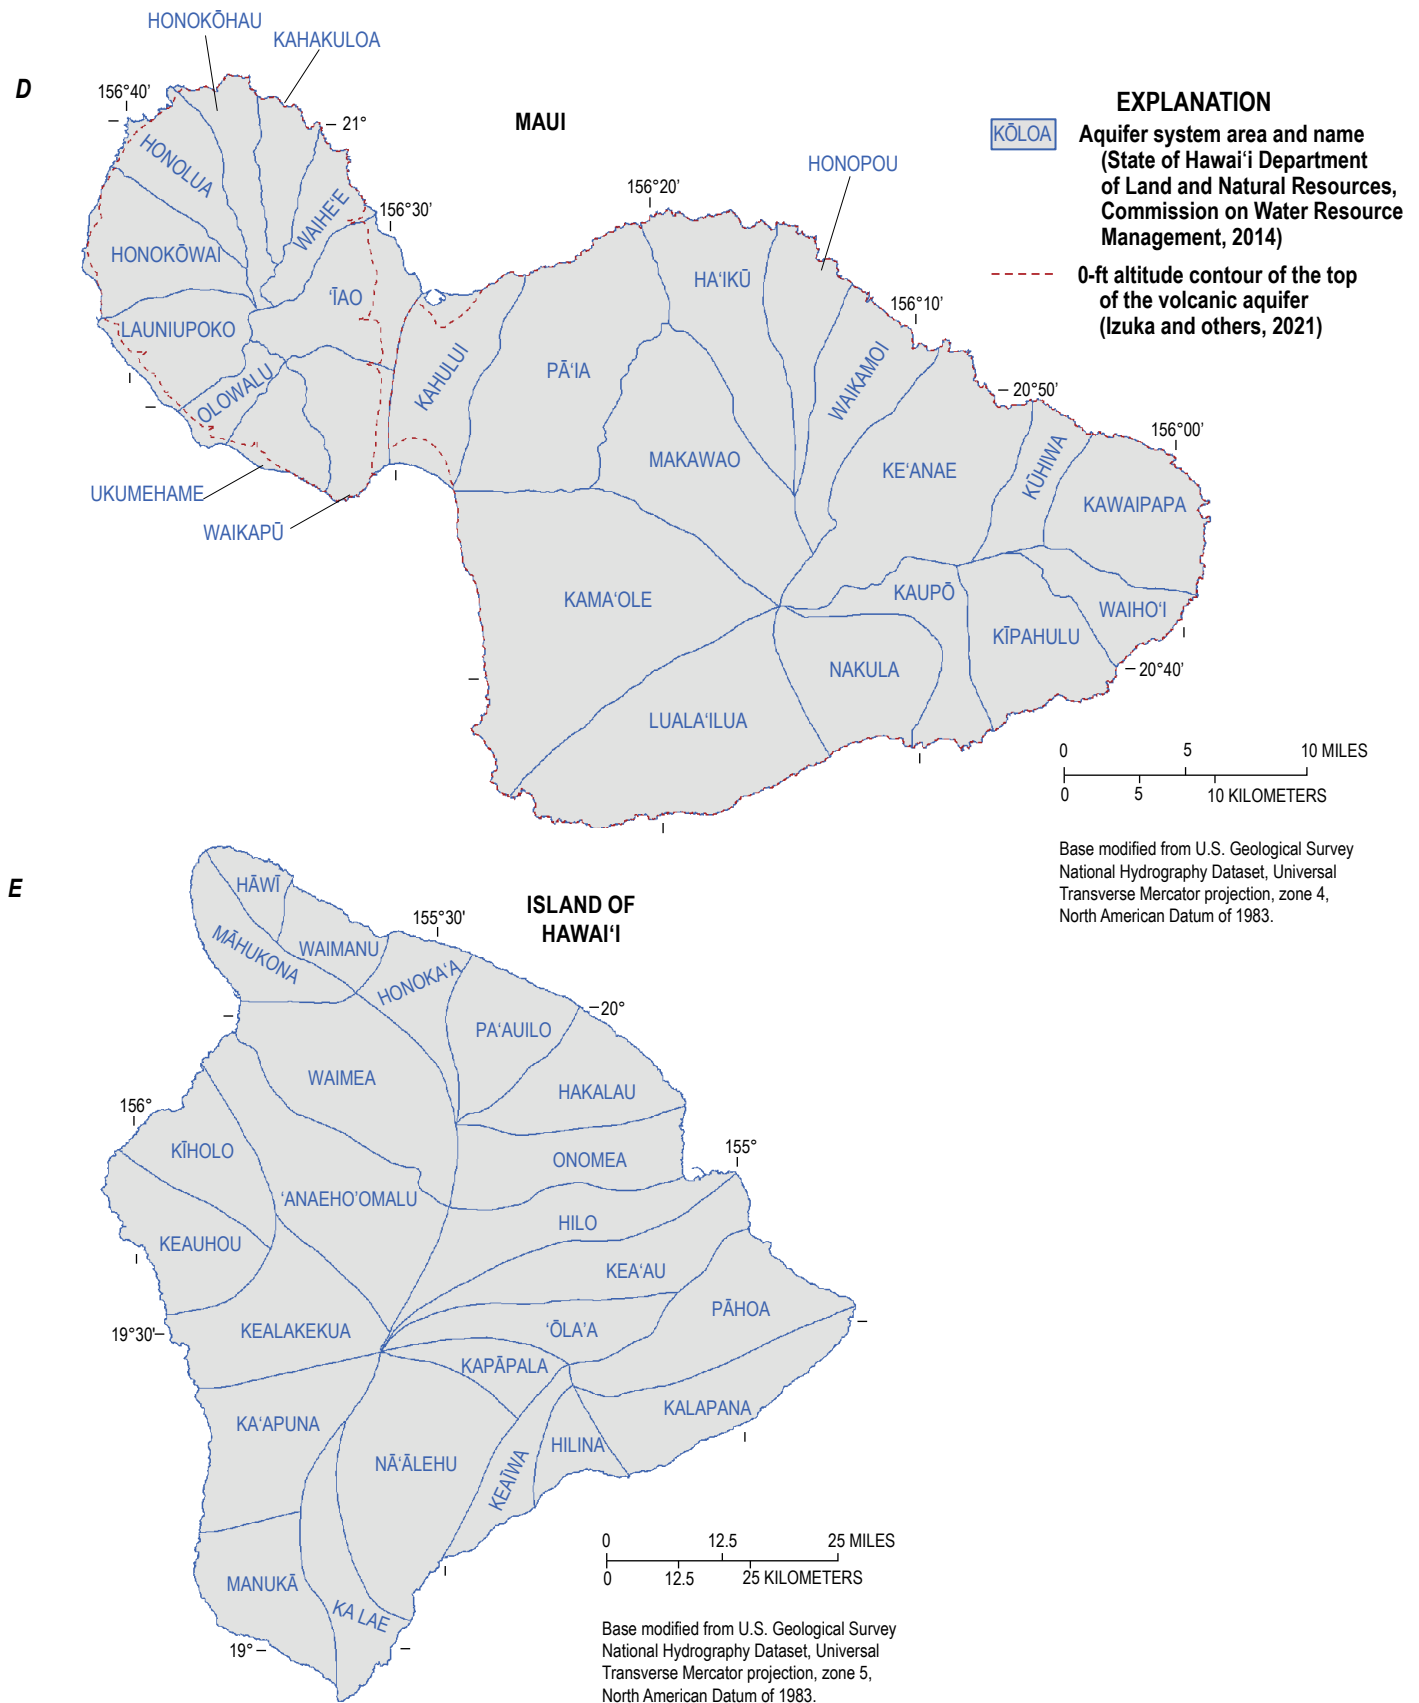 D
MAUI
HONOKŌHAU
KAHAKULOA
156°40’
21°
HONOLUA
WAIHE‘E
156°30’
HONOKŌWAI
‘ĪAO
LAUNIUPOKO
OLOWALU
UKUMEHAME
WAIKAPŪ
KAHULUI
156°20’
HONOPOU
HA‘IKŪ
156°10’
PĀ‘IA
WAIKAMOI
MAKAWAO
KE‘ANAE
20°50’
KŪHIWA
156°00’
KAWAIPAPA
KAMA‘OLE
KAUPŌ
WAIHO‘I
KĪPAHULU
NAKULA
20°40’
LUALA‘ILUA
EXPLANATION
KŌLOA
Aquifer system area and name
(State of Hawai‘i Department
of Land and Natural Resources,
Commission on Water Resource
Management, 2014)
0-ft altitude contour of the top
of the volcanic aquifer
(Izuka and others, 2021)
0 5 10 MILES
0 5 10 KILOMETERS
Base modified from U.S. Geological Survey
National Hydrography Dataset, Universal
Transverse Mercator projection, zone 4,
North American Datum of 1983.
E
ISLAND OF
HAWAI‘I
HĀWĪ
155°30'
MĀHUKONA
WAIMANU
HONOKA‘A
20°
PA‘AUILO
WAIMEA
HAKALAU
156°
KĪHOLO
ONOMEA
155°
‘ANAEHO’OMALU
HILO
KEAUHOU
KEA‘AU
PĀHOA
19°30'
KEALAKEKUA
‘ŌLA‘A
KAPĀPALA
KALAPANA
KA‘APUNA
HILINA
NĀ‘ĀLEHU
KEAĪWA
MANUKĀ
KA LAE
19°
0 12.5 25 MILES
0 12.5 25 KILOMETERS
Base modified from U.S. Geological Survey
National Hydrography Dataset, Universal
Transverse Mercator projection, zone 5,
North American Datum of 1983.